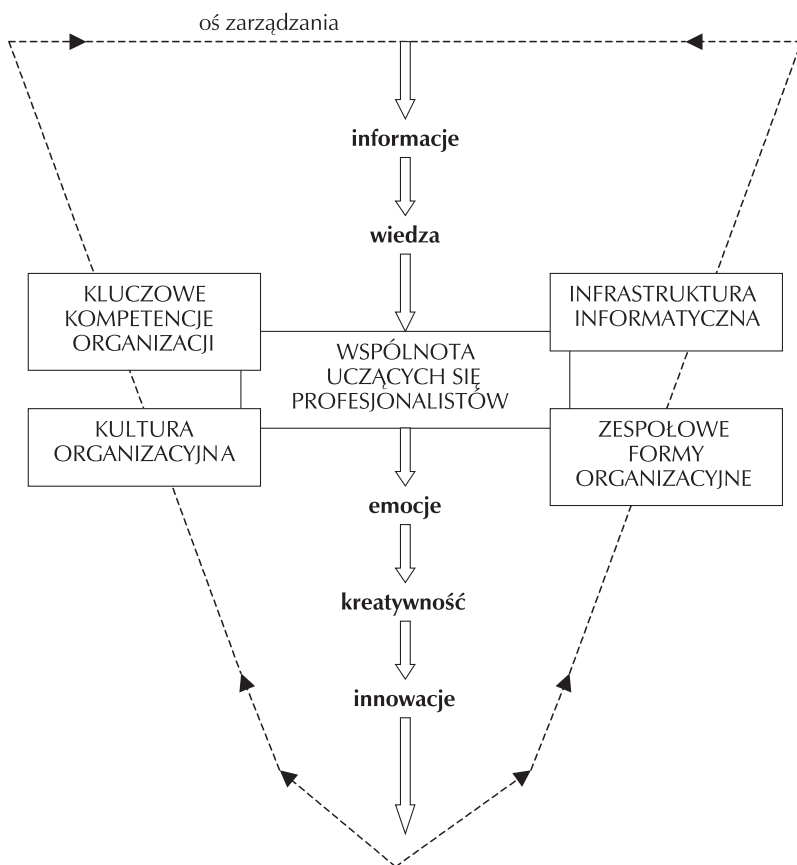 oś zarządzania
informacje
wiedza
KLUCZOWE
KOMPETENCJE
ORGANIZACJI
INFRASTRUKTURA
INFORMATYCZNA
WSPÓLNOTA
UCZĄCYCH SIĘ
PROFESJONALISTÓW
KULTURA
ORGANIZACYJNA
ZESPOŁOWE
FORMY
ORGANIZACYJNE
emocje
kreatywność
innowacje